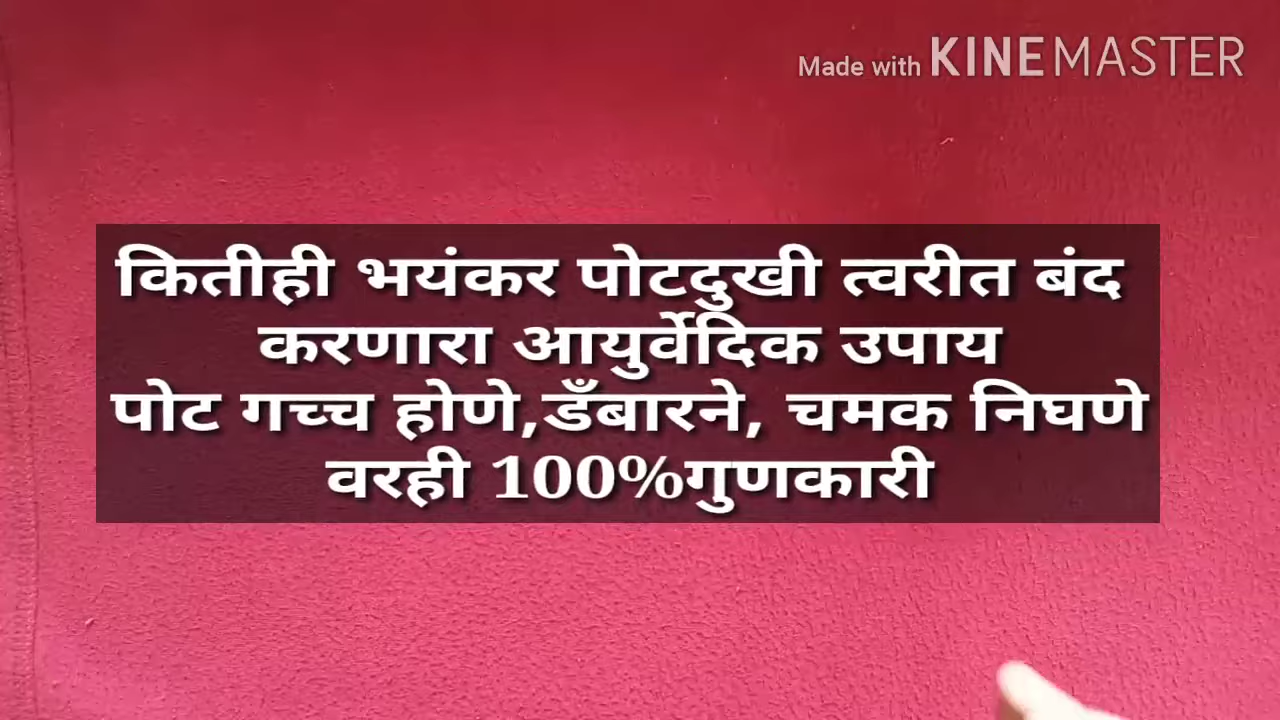 Made with KINEMASTER
कितीही भयंकर पोटदुखी त्वरीत बंद
करणारा आयुर्वेदिक उपाय
पोट गच्च होणे,डँबारने, चमक निघणे
वरही 100%गुणकारी